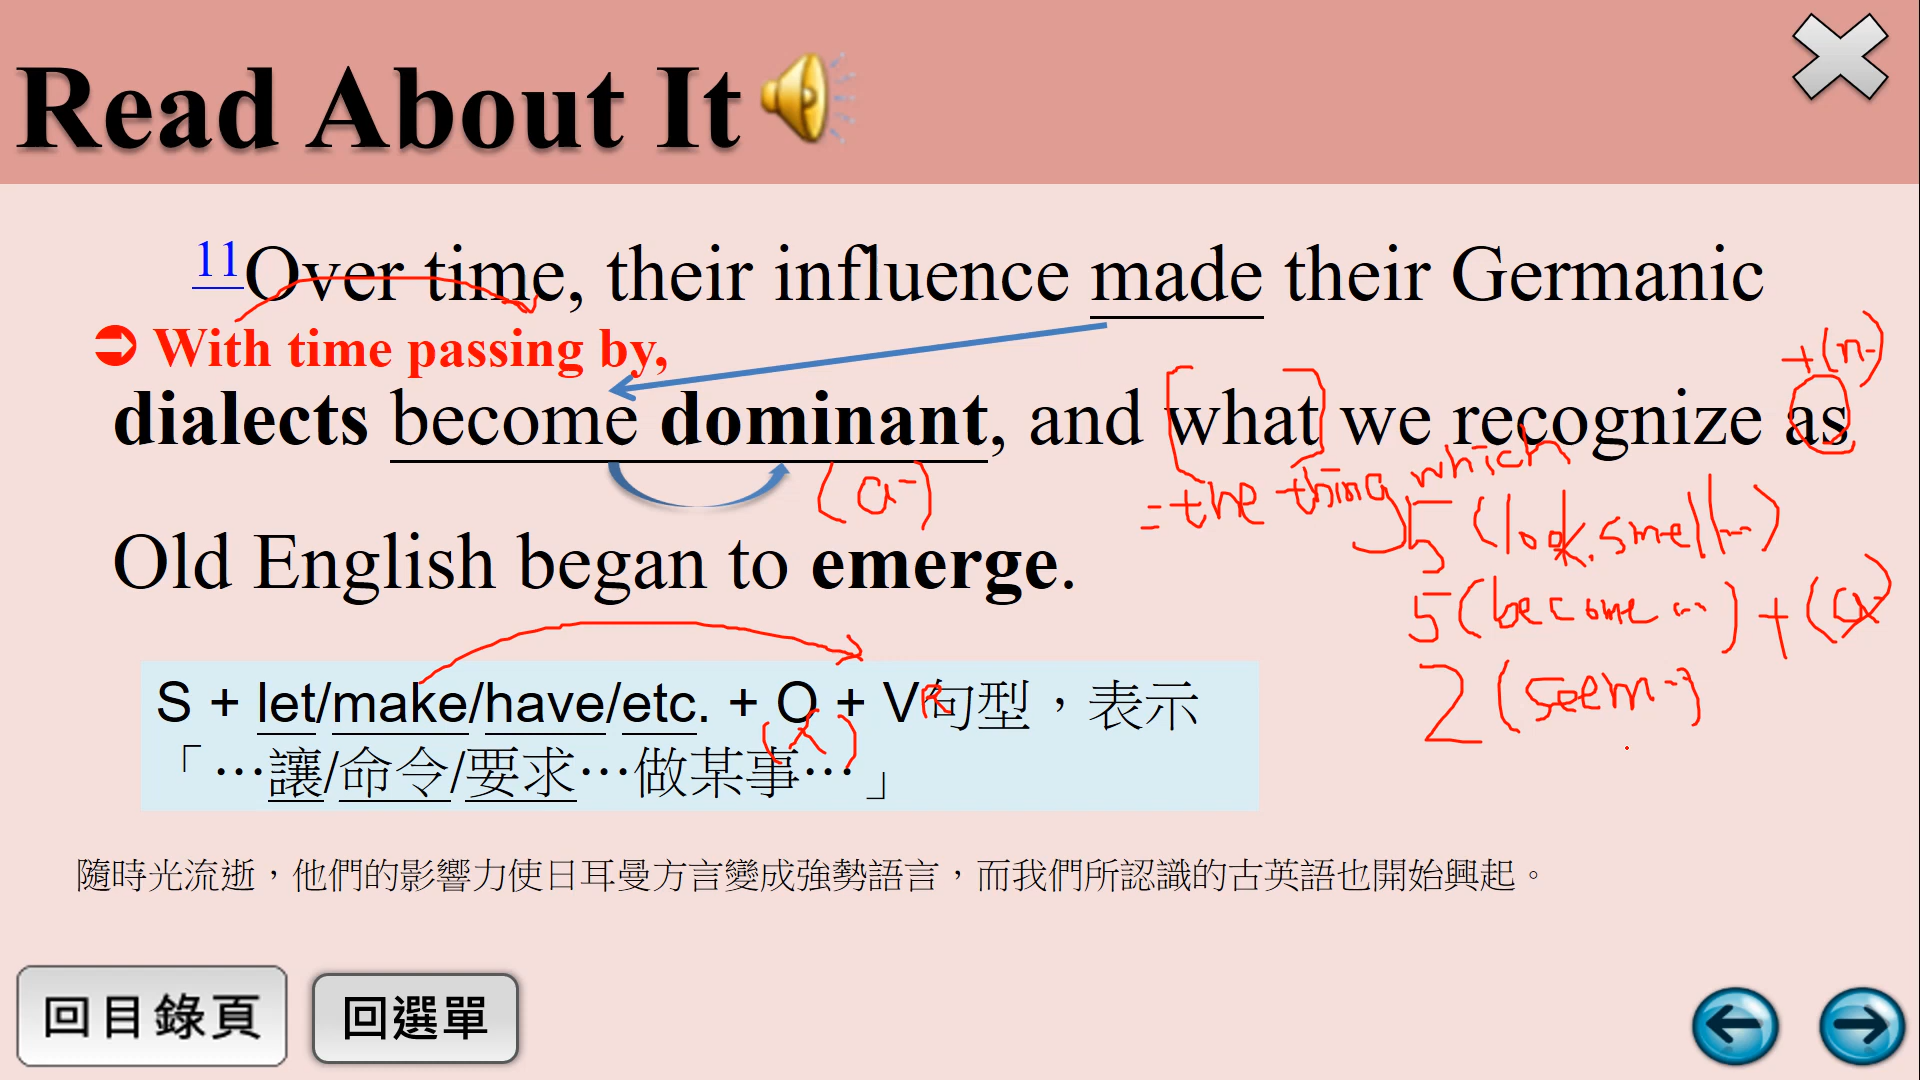 Read About It
11Over time, their influence made their Germanic
➲ With time passing by,
+(n-)
dialects become dominant, and what we recognize as
(a-)
= the thing which
5 (look. smell…)
Old English began to emerge.
5 (become …) + (a-)
2 (seem…)
S + let/make/have/etc. + O + VR句型，表示
「…讓/命令/要求…做某事…」
隨時光流逝，他們的影響力使日耳曼方言變成強勢語言，而我們所認識的古英語也開始興起。
回目錄頁
回選單